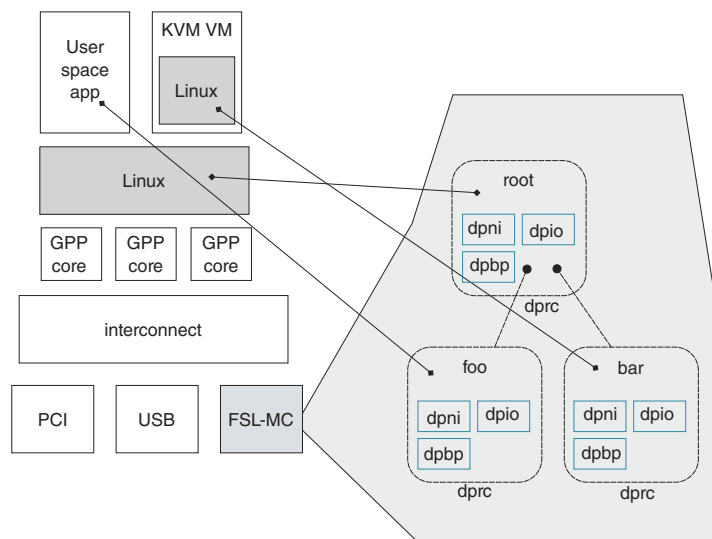 User
space
app
KVM VM
Linux
Linux
GPP
core
GPP
core
GPP
core
interconnect
PCI
USB
FSL-MC
root
dpni
dpio
dpbp
dprc
foo
dpni
dpio
dpbp
dprc
bar
dpni
dpio
dpbp
dprc